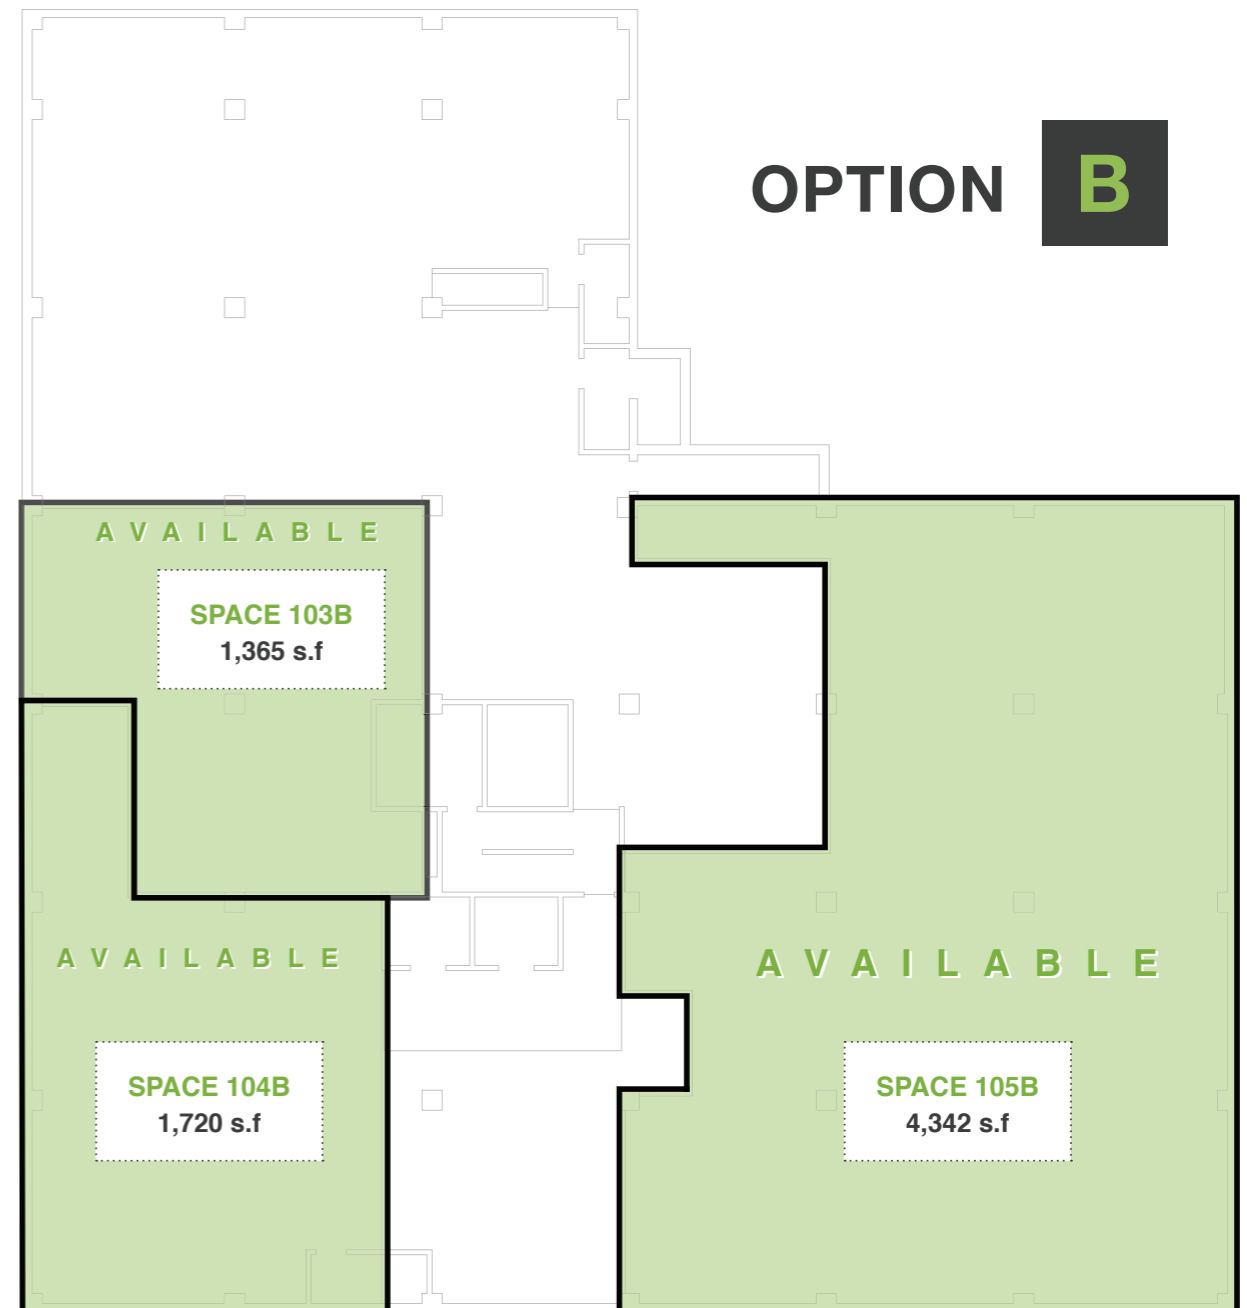 OPTION B
AVAILABLE
SPACE 103B
1,365 s.f
AVAILABLE
SPACE 104B
1,720 s.f
AVAILABLE
SPACE 105B
4,342 s.f